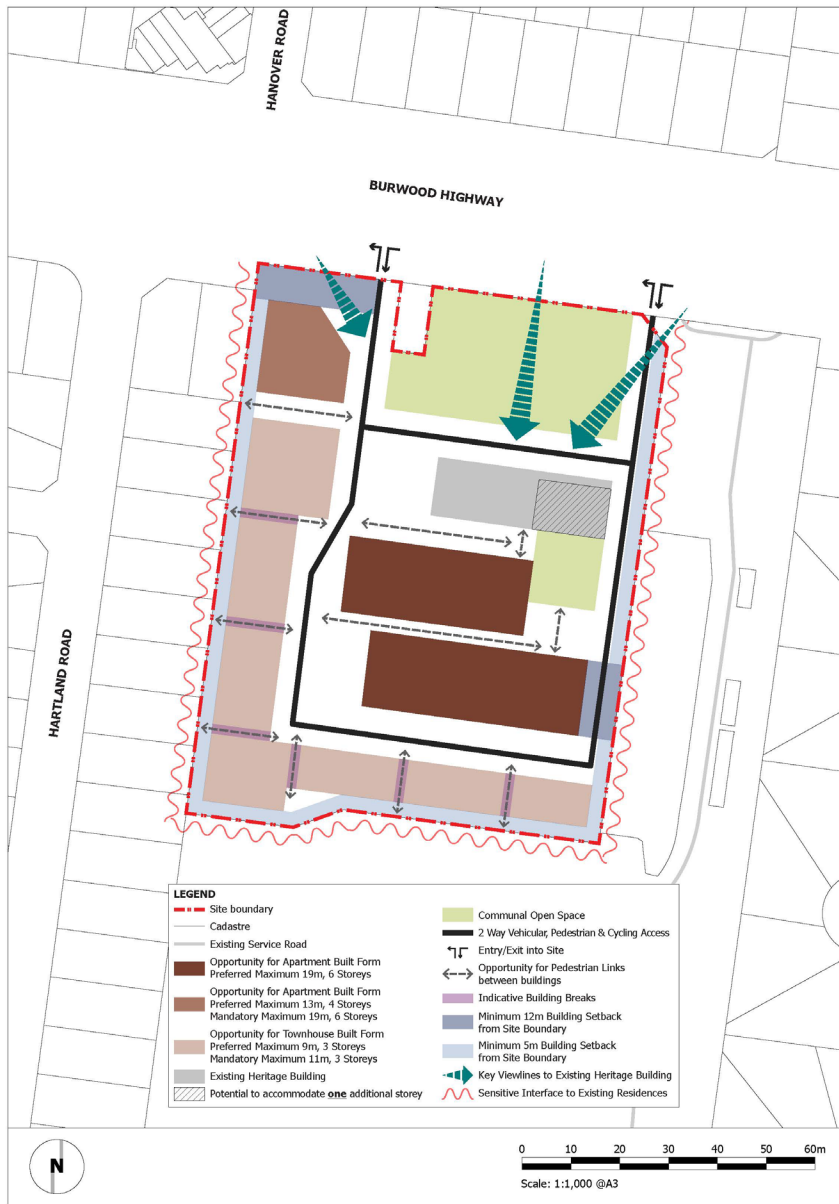 HANOVER ROAD
BURWOOD HIGHWAY
HARTLAND ROAD
LEGEND
Site boundary
Cadastre
Existing Service Road
Opportunity for Apartment Built Form
Preferred Maximum 19m, 6 Storeys
Opportunity for Apartment Built Form
Preferred Maximum 13m, 4 Storeys
Mandatory Maximum 19m, 6 Storeys
Opportunity for Townhouse Built Form
Preferred Maximum 9m, 3 Storeys
Mandatory Maximum 11m, 3 Storeys
Existing Heritage Building
Potential to accommodate one additional storey
Communal Open Space
2 Way Vehicular, Pedestrian & Cycling Access
Entry/Exit into Site
Opportunity for Pedestrian Links
between buildings
Indicative Building Breaks
Minimum 12m Building Setback
from Site Boundary
Minimum 5m Building Setback
from Site Boundary
Key Viewlines to Existing Heritage Building
Sensitive Interface to Existing Residences
N
0 10 20 30 40 50 60m
Scale: 1:1,000 @A3